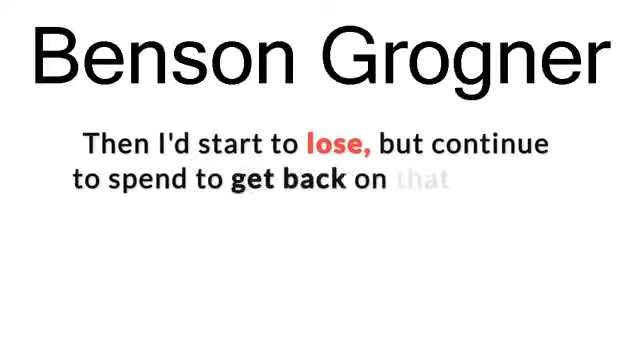 Benson Grogner
Then I'd start to lose, but continue
to spend to get back on that